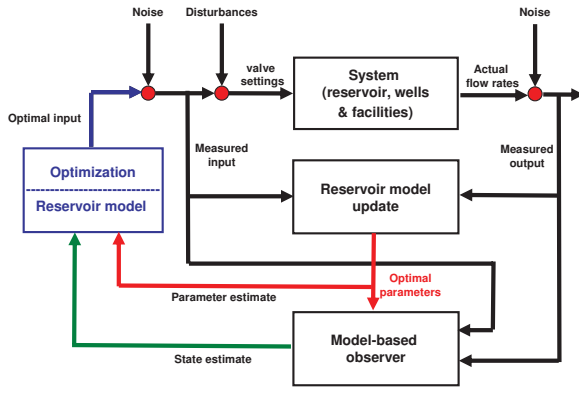 Noise
Disturbances
Noise
valve
settings
System
(reservoir, wells
& facilities)
Actual
flow rates
Optimal input
Measured
input
Measured
output
Optimization
Reservoir model
Reservoir model
update
Optimal
parameters
Parameter estimate
Model-based
observer
State estimate